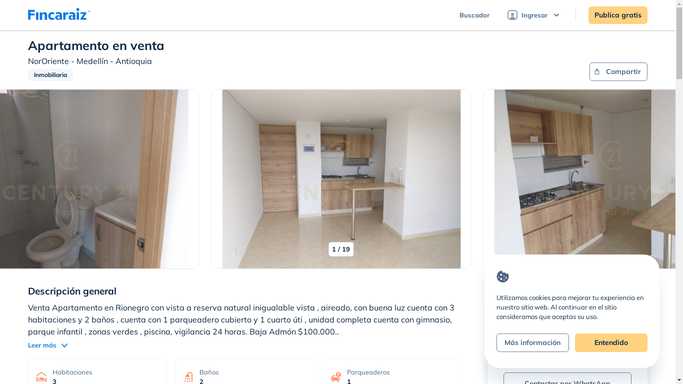 Fincaraiz
Buscador
Ingresar
Publica gratis
Apartamento en venta
NorOriente - Medellín - Antioquia
Inmobiliaria
Compartir
CENTURY 21
CENTURY 21
1 / 19
Descripción general
Venta Apartamento en Rionegro con vista a reserva natural inigualable vista . aireado, con buena luz cuenta con 3
habitaciones y 2 baños . cuenta con 1 parqueadero cubierto y 1 cuarto úti , unidad completa cuenta con gimnasio,
parque infantil , zonas verdes , piscina, vigilancia 24 horas. Baja Admón $100.000..
Leer más
Habitaciones
3
Baños
2
Parqueaderos
1
Utilizamos cookies para mejorar tu experiencia en
nuestro sitio web. Al continuar en el sitio
consideramos que aceptas su uso.
Más información
Entendido
Contactar por WhatsApp